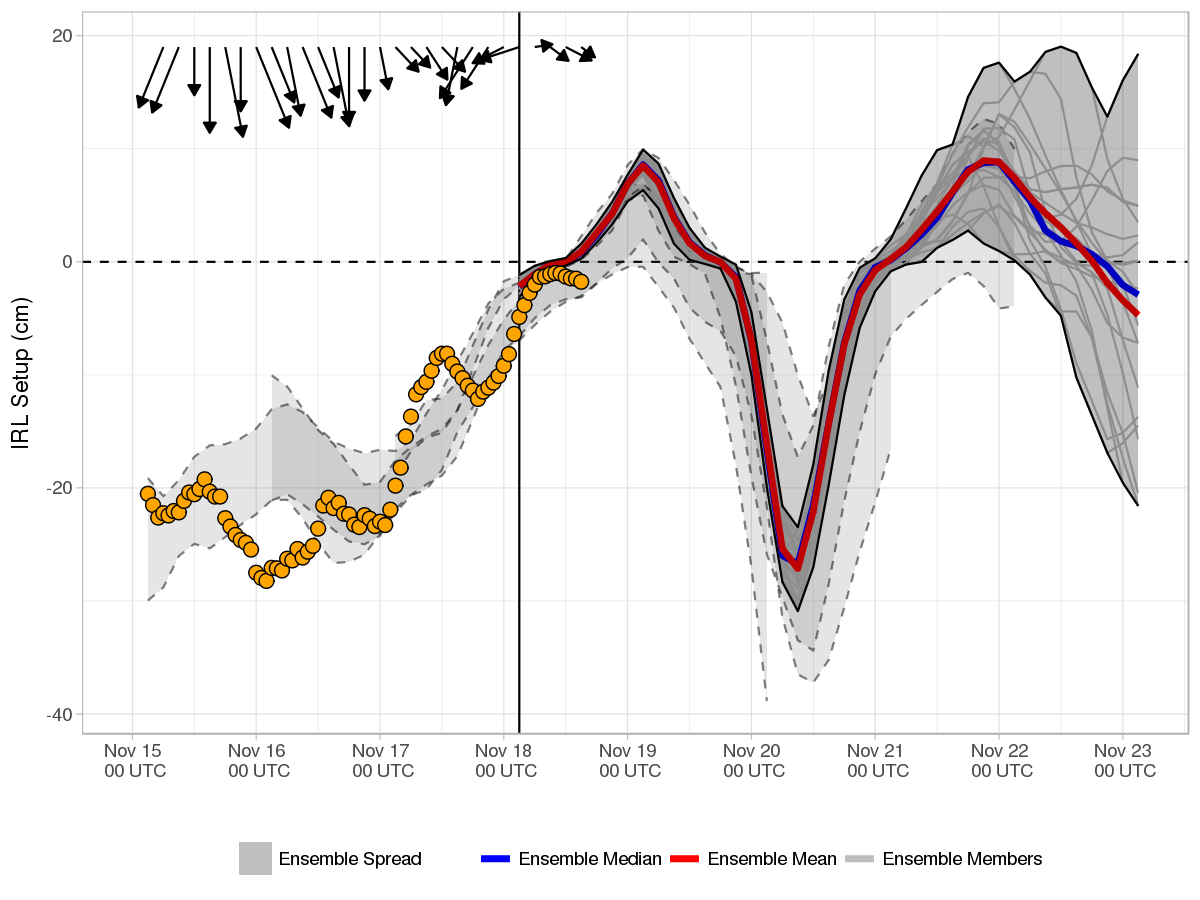 IRL Setup (cm)
20
0
-20
-40
Nov 15 Nov 16 Nov 17 Nov 18 Nov 19 Nov 20 Nov 21 Nov 22 Nov 23
00 UTC 00 UTC 00 UTC 00 UTC 00 UTC 00 UTC 00 UTC 00 UTC 00 UTC
Ensemble Spread Ensemble Median Ensemble Mean Ensemble Members